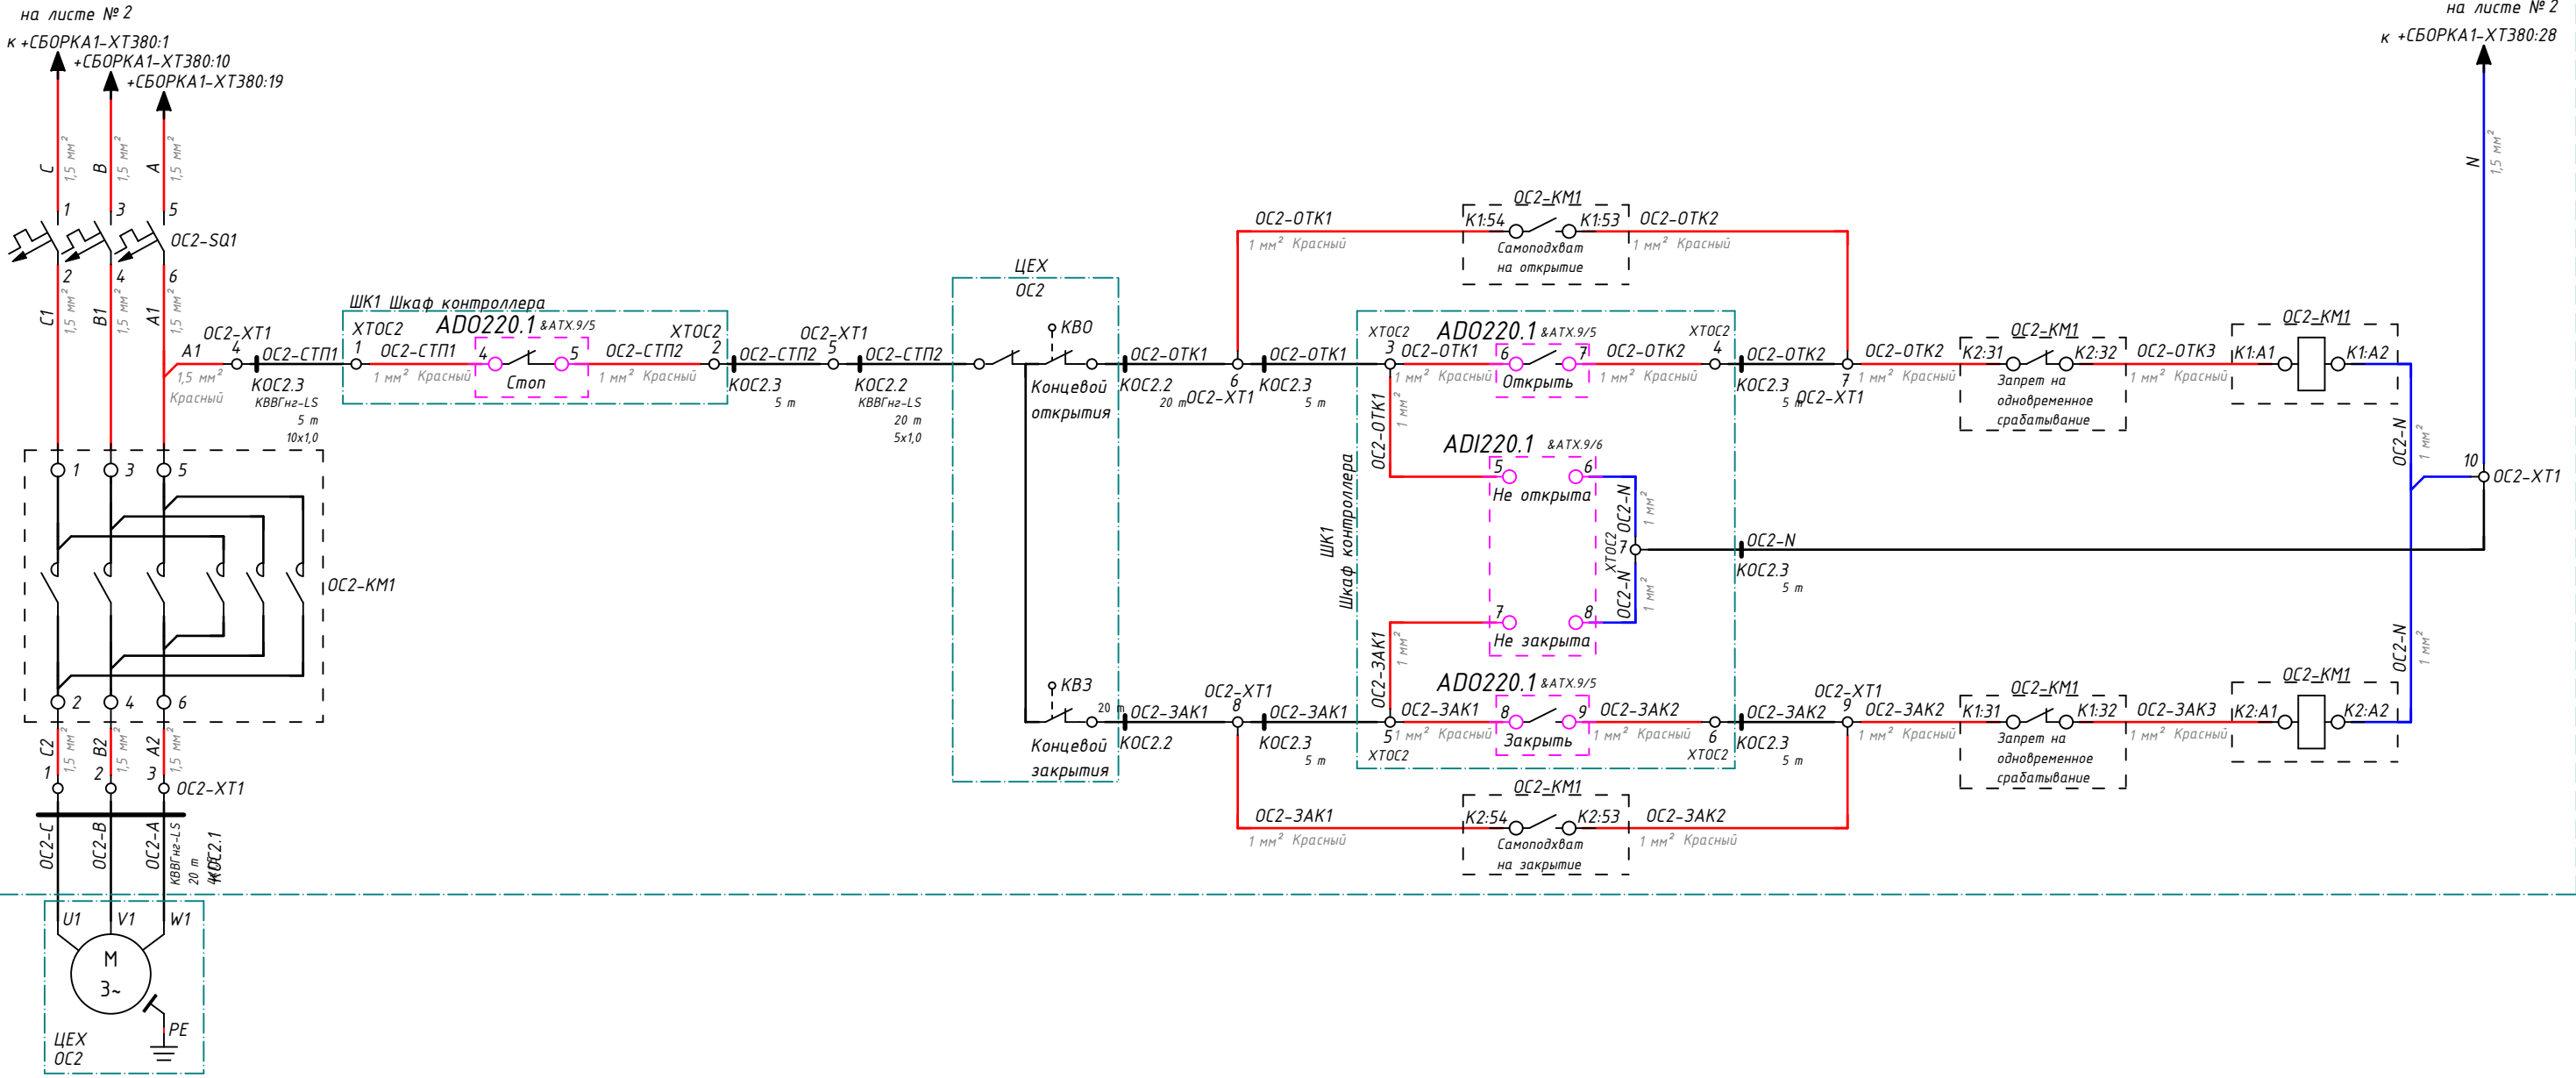 на листе № 2
к +СБОРКА1-XT380:1
+СБОРКА1-XT380:10
+СБОРКА1-XT380:19
на листе № 2
к +СБОРКА1-XT380:28
C
1,5 мм²
B
1,5 мм²
A
1,5 мм²
N
1,5 мм²
1
3
5
ОС2-SQ1
2
4
6
C1
1,5 мм²
B1
1,5 мм²
A1
1,5 мм²
A1
1,5 мм²
Красный
ОС2-XT1
4
ОС2-СТП1
КОС2.3
КВВГнг-LS
5 m
10x1,0
ШК1 Шкаф контроллера
ХТОС2
1
ОС2-СТП1
1 мм² Красный
ADO220.1 &АТХ.9/5
4
5
Стоп
ОС2-СТП2
1 мм² Красный
ХТОС2
2
ОС2-СТП2
КОС2.3
5 m
ОС2-XT1
5
ОС2-СТП2
КОС2.2
КВВГнг-LS
20 m
5x1,0
ЦЕХ
ОС2
КВО
Концевой
открытия
КВЗ
Концевой
закрытия
ОС2-ОТК1
КОС2.2
20 m
6
ОС2-XT1
ОС2-ОТК1
КОС2.3
5 m
ОС2-ОТК1
1 мм² Красный
ОС2-КМ1
К1:54
К1:53
Самоподхват
на открытие
ОС2-ОТК2
1 мм² Красный
ХТОС2
3
ОС2-ОТК1
1 мм² Красный
ADO220.1 &АТХ.9/5
6
7
Открыть
ОС2-ОТК2
1 мм² Красный
ХТОС2
4
ОС2-ОТК2
КОС2.3
5 m
ОС2-XT1
7
ОС2-ОТК2
1 мм² Красный
ОС2-КМ1
К2:31
К2:32
Запрет на
одновременное
срабатывание
ОС2-ОТК3
1 мм² Красный
ОС2-КМ1
К1:А1
К1:А2
ОС2-N
1 мм²
10
ОС2-XT1
ОС2-ОТК1
1 мм²
ADI220.1 &АТХ.9/6
5
6
Не открыта
7
8
Не закрыта
ОС2-N
1 мм²
ХТОС2
7
ОС2-N
1 мм²
ОС2-N
КОС2.3
5 m
ШК1
Шкаф контроллера
ОС2-ЗАК1
1 мм²
ОС2-N
1 мм²
20 m
ОС2-ЗАК1
КОС2.2
ОС2-XT1
8
ОС2-ЗАК1
КОС2.3
5 m
5
ХТОС2
ОС2-ЗАК1
1 мм² Красный
ADO220.1 &АТХ.9/5
8
9
Закрыть
ОС2-ЗАК2
1 мм² Красный
6
ХТОС2
ОС2-ЗАК2
КОС2.3
5 m
ОС2-XT1
9
ОС2-ЗАК2
1 мм² Красный
ОС2-КМ1
К1:31
К1:32
Запрет на
одновременное
срабатывание
ОС2-ЗАК3
1 мм² Красный
ОС2-КМ1
К2:А1
К2:А2
ОС2-ЗАК1
1 мм² Красный
ОС2-КМ1
К2:54
К2:53
Самоподхват
на закрытие
ОС2-ЗАК2
1 мм² Красный
1
3
5
ОС2-КМ1
2
4
6
C2
1,5 мм²
B2
1,5 мм²
A2
1,5 мм²
1
2
3
ОС2-XT1
ОС2-C
ОС2-B
ОС2-A
КВВГнг-LS
20 m
КОС2.1
U1
V1
W1
M
3~
PE
ЦЕХ
ОС2